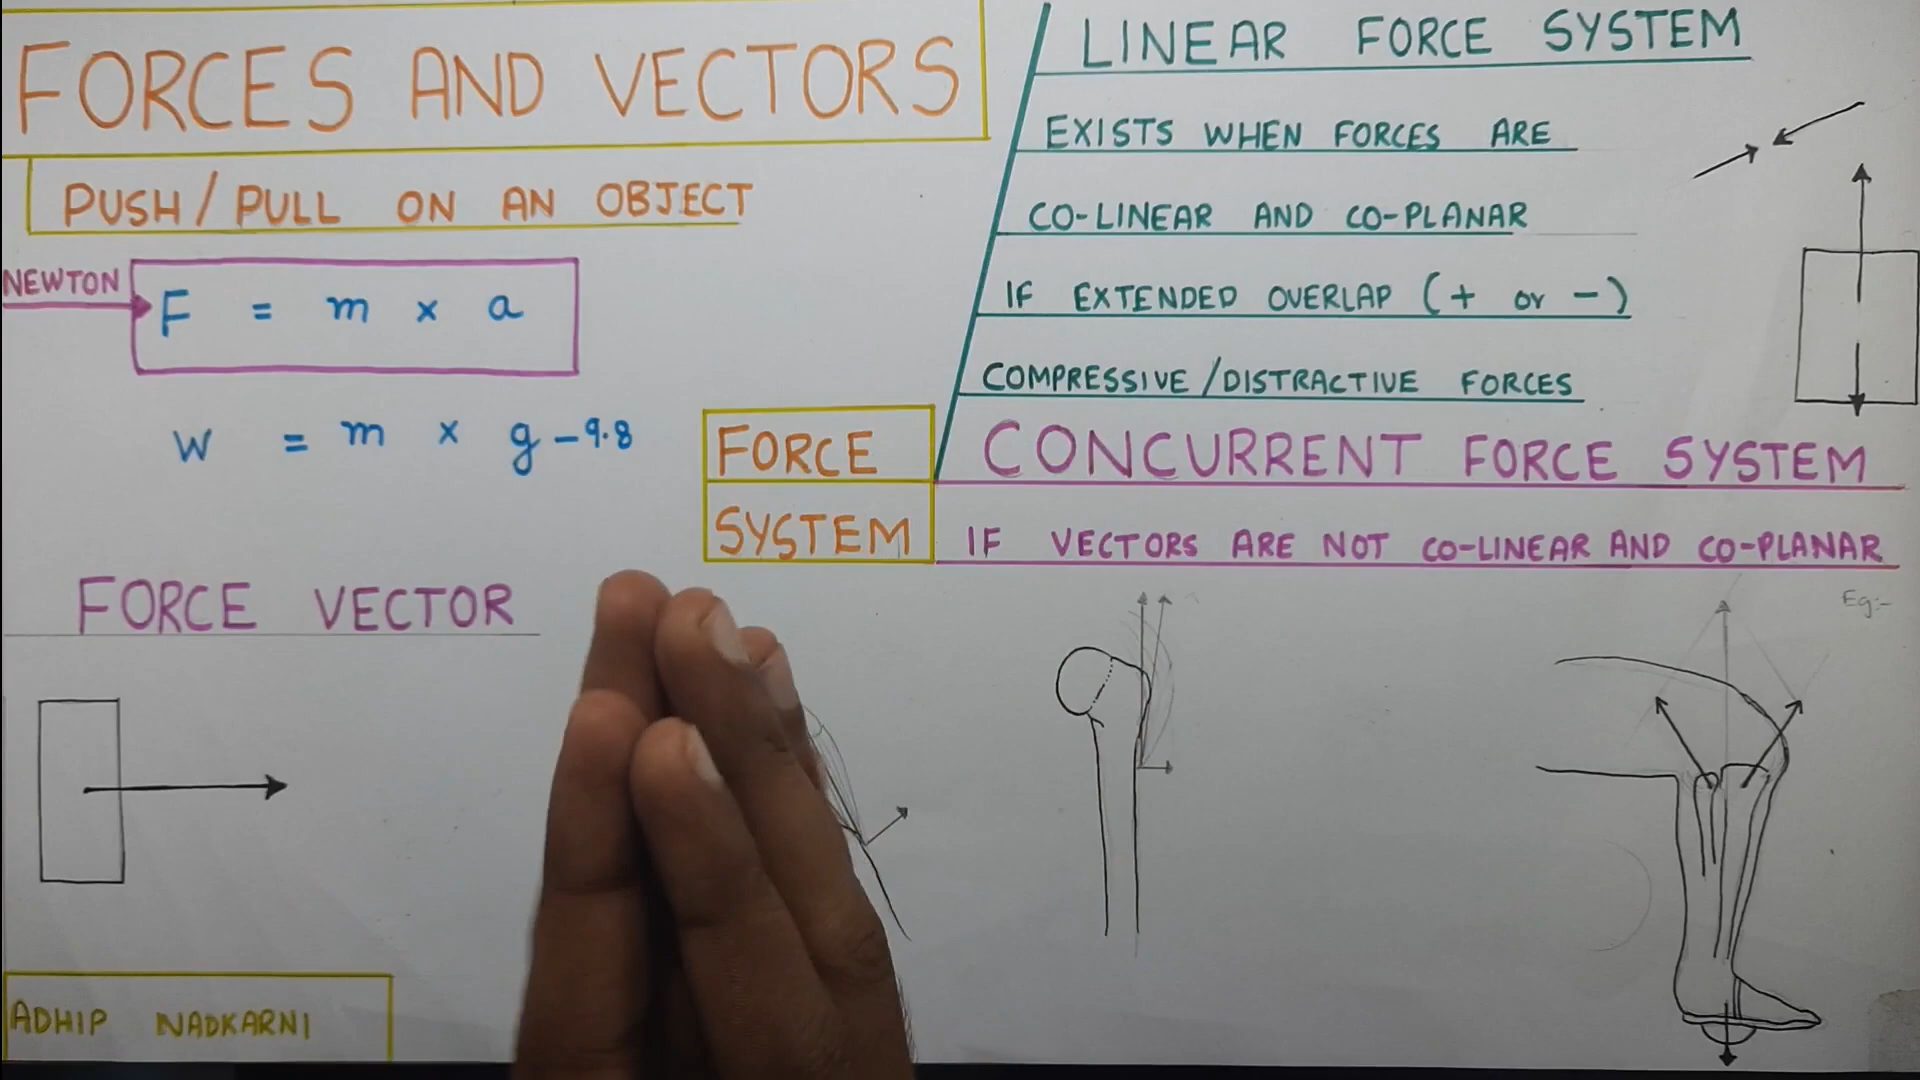 FORCES AND VECTORS
PUSH/PULL ON AN OBJECT
NEWTON
F = m x a
W = m x g - 9.8
FORCE VECTOR
ADHIP NADKARNI
FORCE
SYSTEM
LINEAR FORCE SYSTEM
EXISTS WHEN FORCES ARE
CO-LINEAR AND CO-PLANAR
IF EXTENDED OVERLAP (+ or -)
COMPRESSIVE/DISTRACTIVE FORCES
CONCURRENT FORCE SYSTEM
IF VECTORS ARE NOT CO-LINEAR AND CO-PLANAR
Eg:-